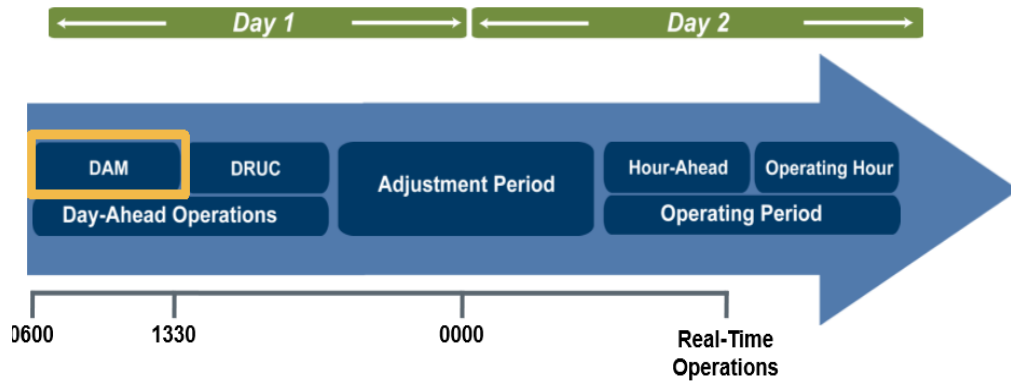 Day 1
Day 2
DAM
DRUC
Adjustment Period
Hour-Ahead
Operating Hour
Day-Ahead Operations
Operating Period
0600
1330
0000
Real-Time
Operations